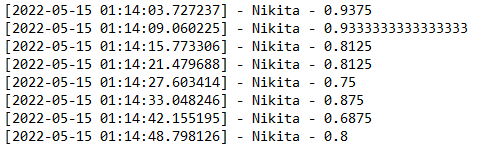 [2022-05-15 01:14:03.727237] - Nikita - 0.9375
[2022-05-15 01:14:09.060225] - Nikita - 0.9333333333333333
[2022-05-15 01:14:15.773306] - Nikita - 0.8125
[2022-05-15 01:14:21.479688] - Nikita - 0.8125
[2022-05-15 01:14:27.603414] - Nikita - 0.75
[2022-05-15 01:14:33.048246] - Nikita - 0.875
[2022-05-15 01:14:42.155195] - Nikita - 0.6875
[2022-05-15 01:14:48.798126] - Nikita - 0.8